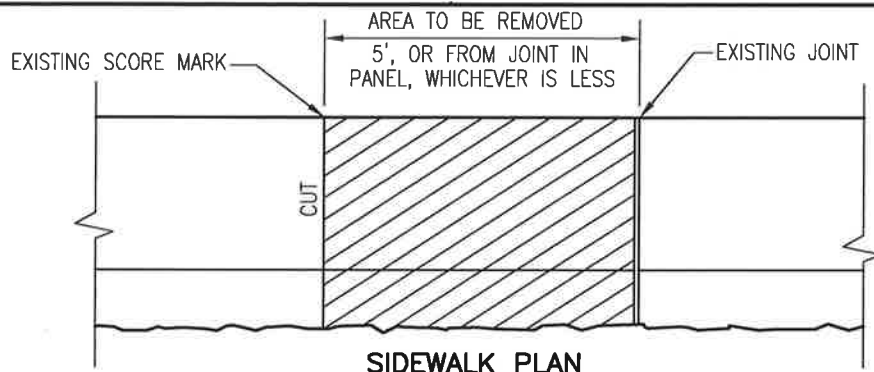 AREA TO BE REMOVED
5', OR FROM JOINT IN
PANEL, WHICHEVER IS LESS
EXISTING SCORE MARK
EXISTING JOINT
CUT
SIDEWALK PLAN